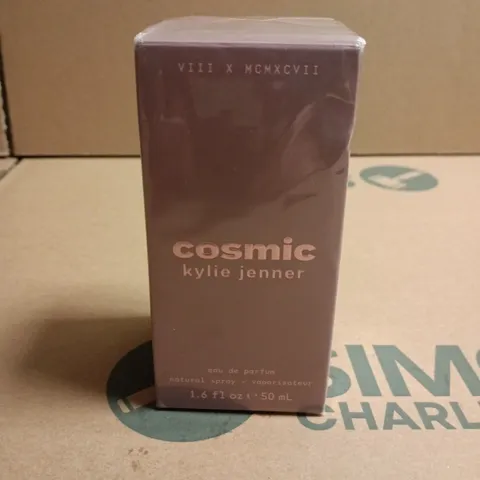 VIII X MCMXCVII
cosmic
kylie jenner
eau de parfum
natural spray - vaporisateur
1.6 fl oz ℮ 50 mL
SIM
CHARL